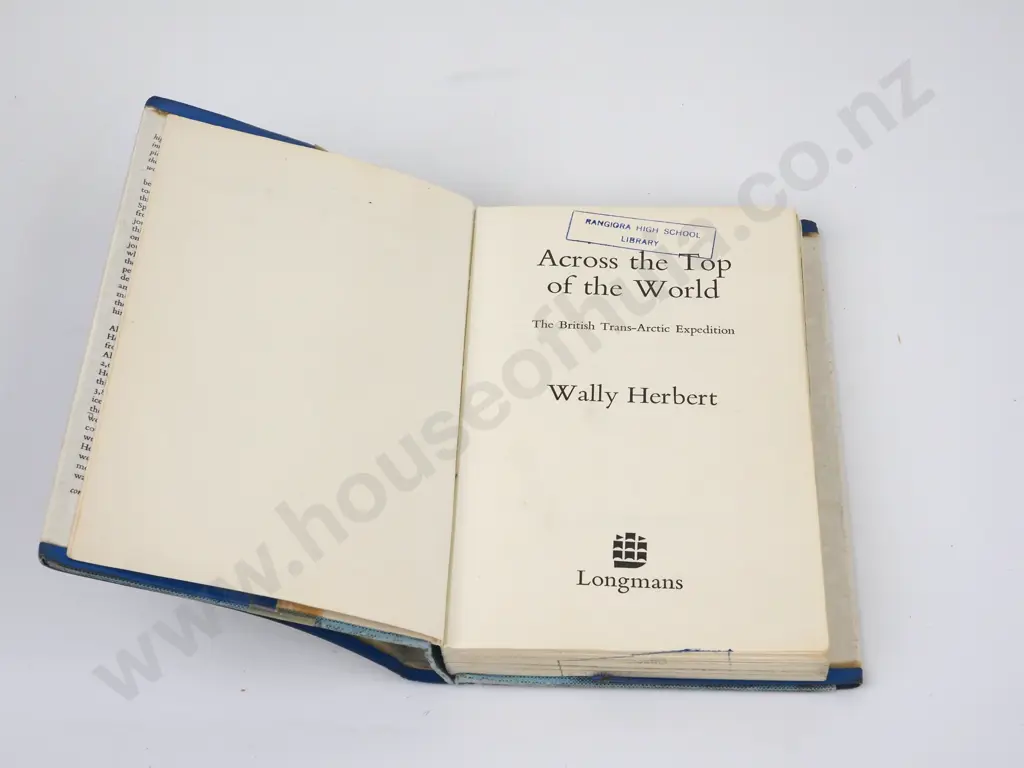 RANGIORA HIGH SCHOOL
LIBRARY
Across the Top
of the World
The British Trans-Arctic Expedition
Wally Herbert
Longmans
www.houseofhuia.co.nz